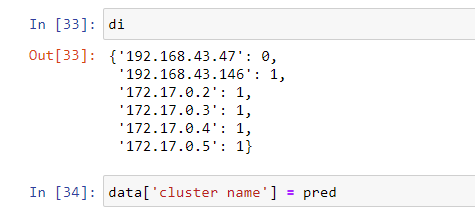 In [33]: di
Out[33]: {'192.168.43.47': 0,
'192.168.43.146': 1,
'172.17.0.2': 1,
'172.17.0.3': 1,
'172.17.0.4': 1,
'172.17.0.5': 1}
In [34]: data['cluster name'] = pred